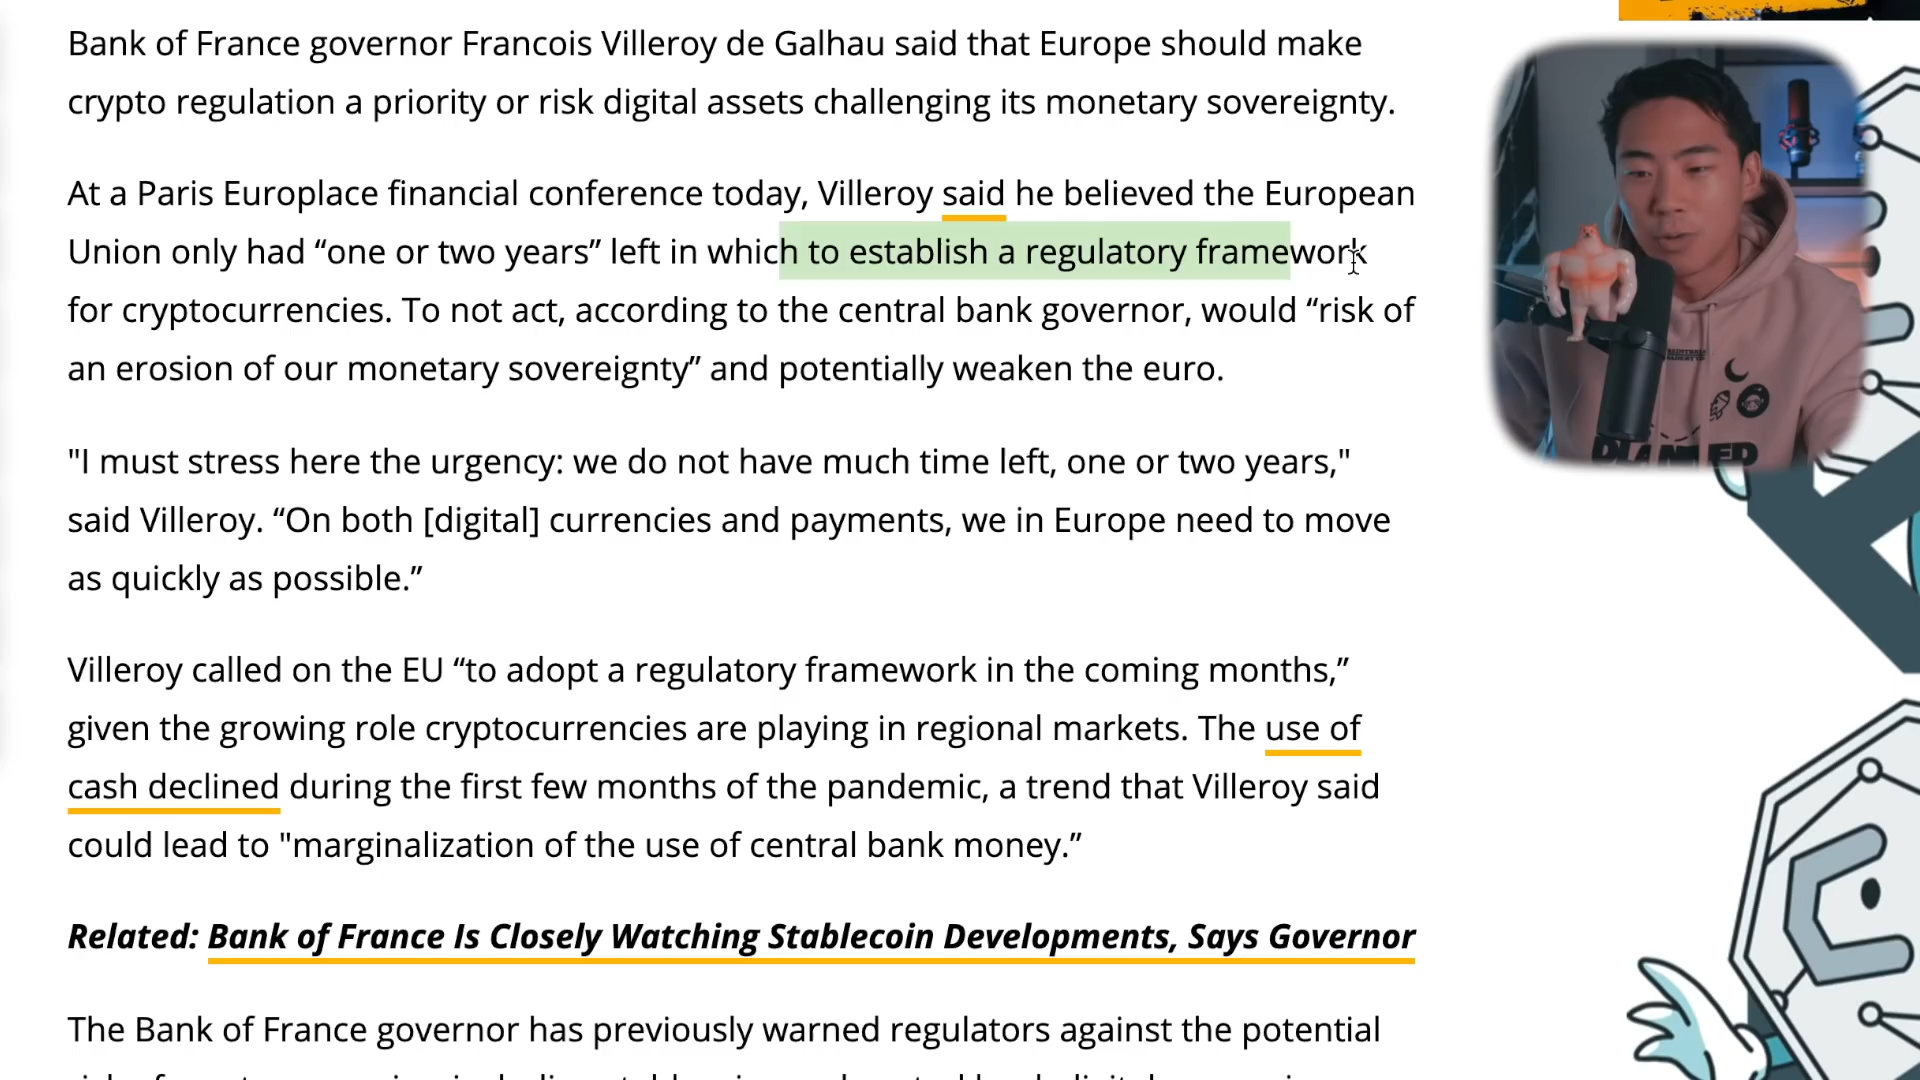 Bank of France governor Francois Villeroy de Galhau said that Europe should make
crypto regulation a priority or risk digital assets challenging its monetary sovereignty.
At a Paris Europlace financial conference today, Villeroy said he believed the European
Union only had “one or two years” left in which to establish a regulatory framework
for cryptocurrencies. To not act, according to the central bank governor, would “risk of
an erosion of our monetary sovereignty” and potentially weaken the euro.
"I must stress here the urgency: we do not have much time left, one or two years,"
said Villeroy. “On both [digital] currencies and payments, we in Europe need to move
as quickly as possible.”
Villeroy called on the EU “to adopt a regulatory framework in the coming months,”
given the growing role cryptocurrencies are playing in regional markets. The use of
cash declined during the first few months of the pandemic, a trend that Villeroy said
could lead to "marginalization of the use of central bank money.”
Related: Bank of France Is Closely Watching Stablecoin Developments, Says Governor
The Bank of France governor has previously warned regulators against the potential